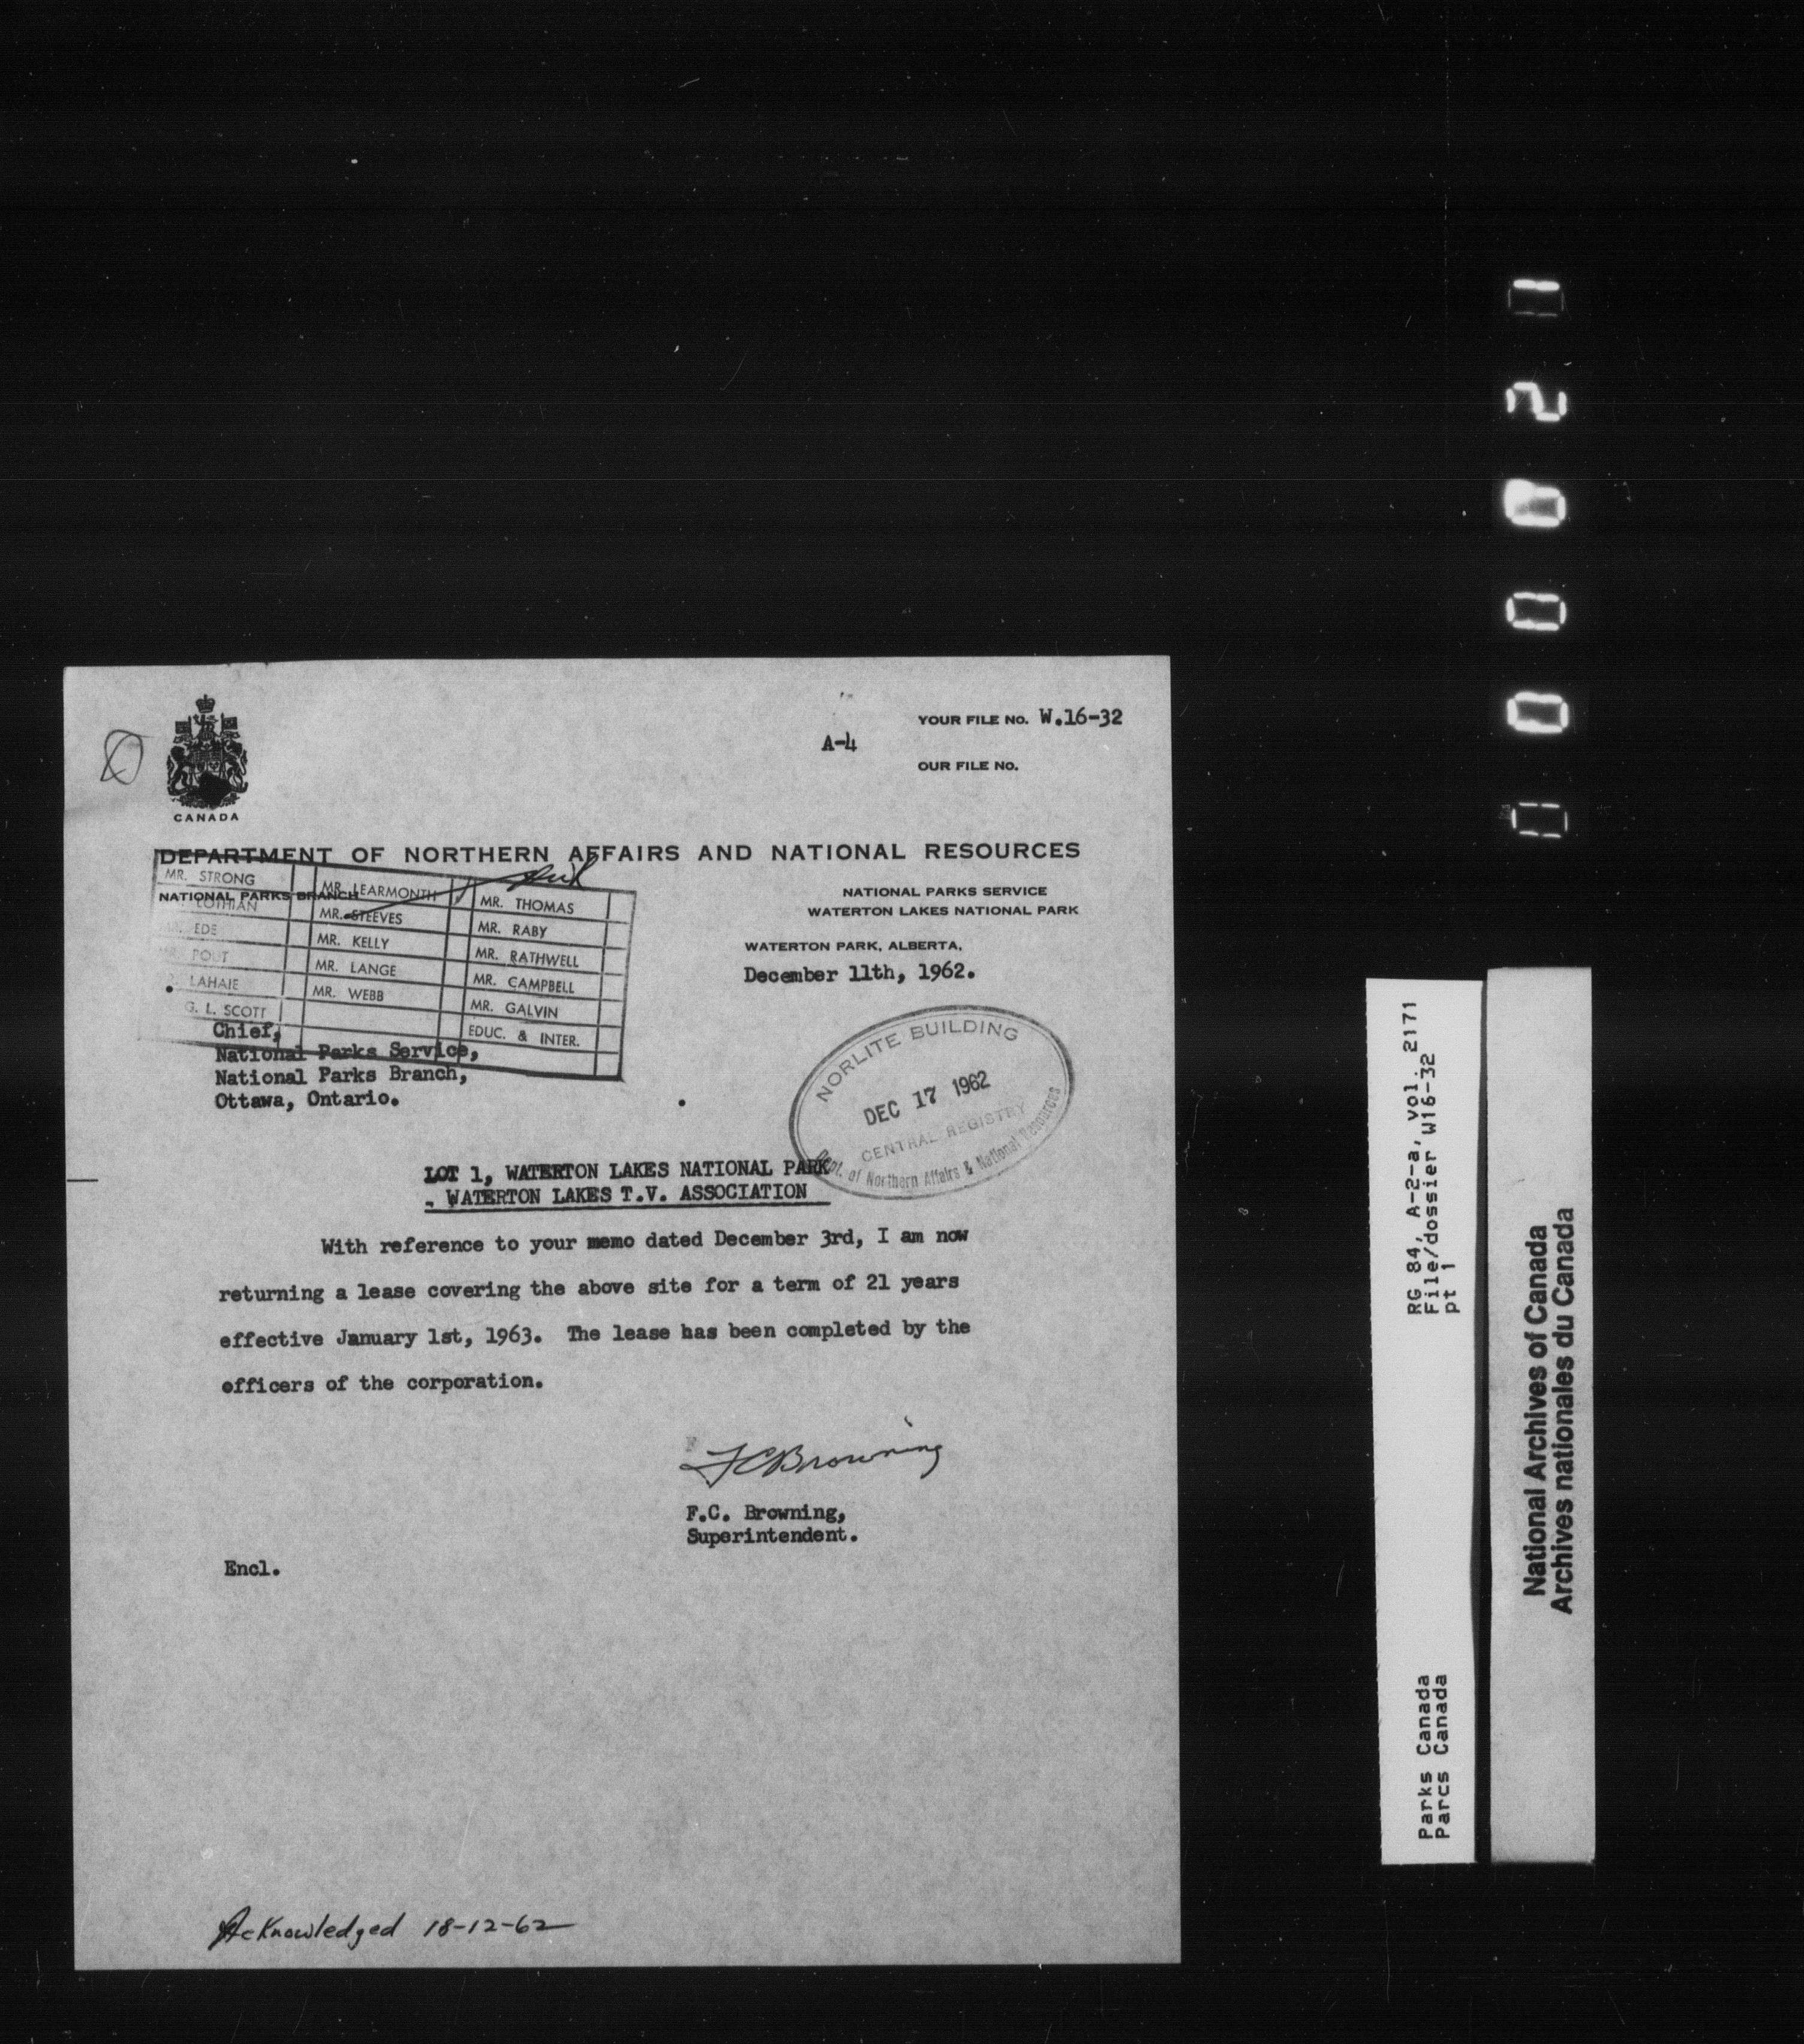 YOUR FILE NO. W.16-32
A-4
OUR FILE NO.
CANADA
DEPARTMENT OF NORTHERN AFFAIRS AND NATIONAL RESOURCES
NATIONAL PARKS BRANCH
NATIONAL PARKS SERVICE
WATERTON LAKES NATIONAL PARK
WATERTON PARK, ALBERTA,
December 11th, 1962.
MR. STRONG
LOTHIAN
EDE
POUT
LAHAIE
G. L. SCOTT
MR. LEARMONTH
MR. STEEVES
MR. KELLY
MR. LANGE
MR. WEBB
MR. THOMAS
MR. RABY
MR. RATHWELL
MR. CAMPBELL
MR. GALVIN
EDUC. & INTER.
Chief,
National Parks Service,
National Parks Branch,
Ottawa, Ontario.
NORLITE BUILDING
DEC 17 1962
CENTRAL REGISTRY
Dept. of Northern Affairs & National Resources
LOT 1, WATERTON LAKES NATIONAL PARK
- WATERTON LAKES T.V. ASSOCIATION
With reference to your memo dated December 3rd, I am now
returning a lease covering the above site for a term of 21 years
effective January 1st, 1963. The lease has been completed by the
officers of the corporation.
FCBrowning
F.C. Browning,
Superintendent.
Encl.
Acknowledged 18-12-62
RG 84, A-2-a, vol. 2171
File/dossier W16-32
pt 1
Parks Canada
Parcs Canada
National Archives of Canada
Archives nationales du Canada